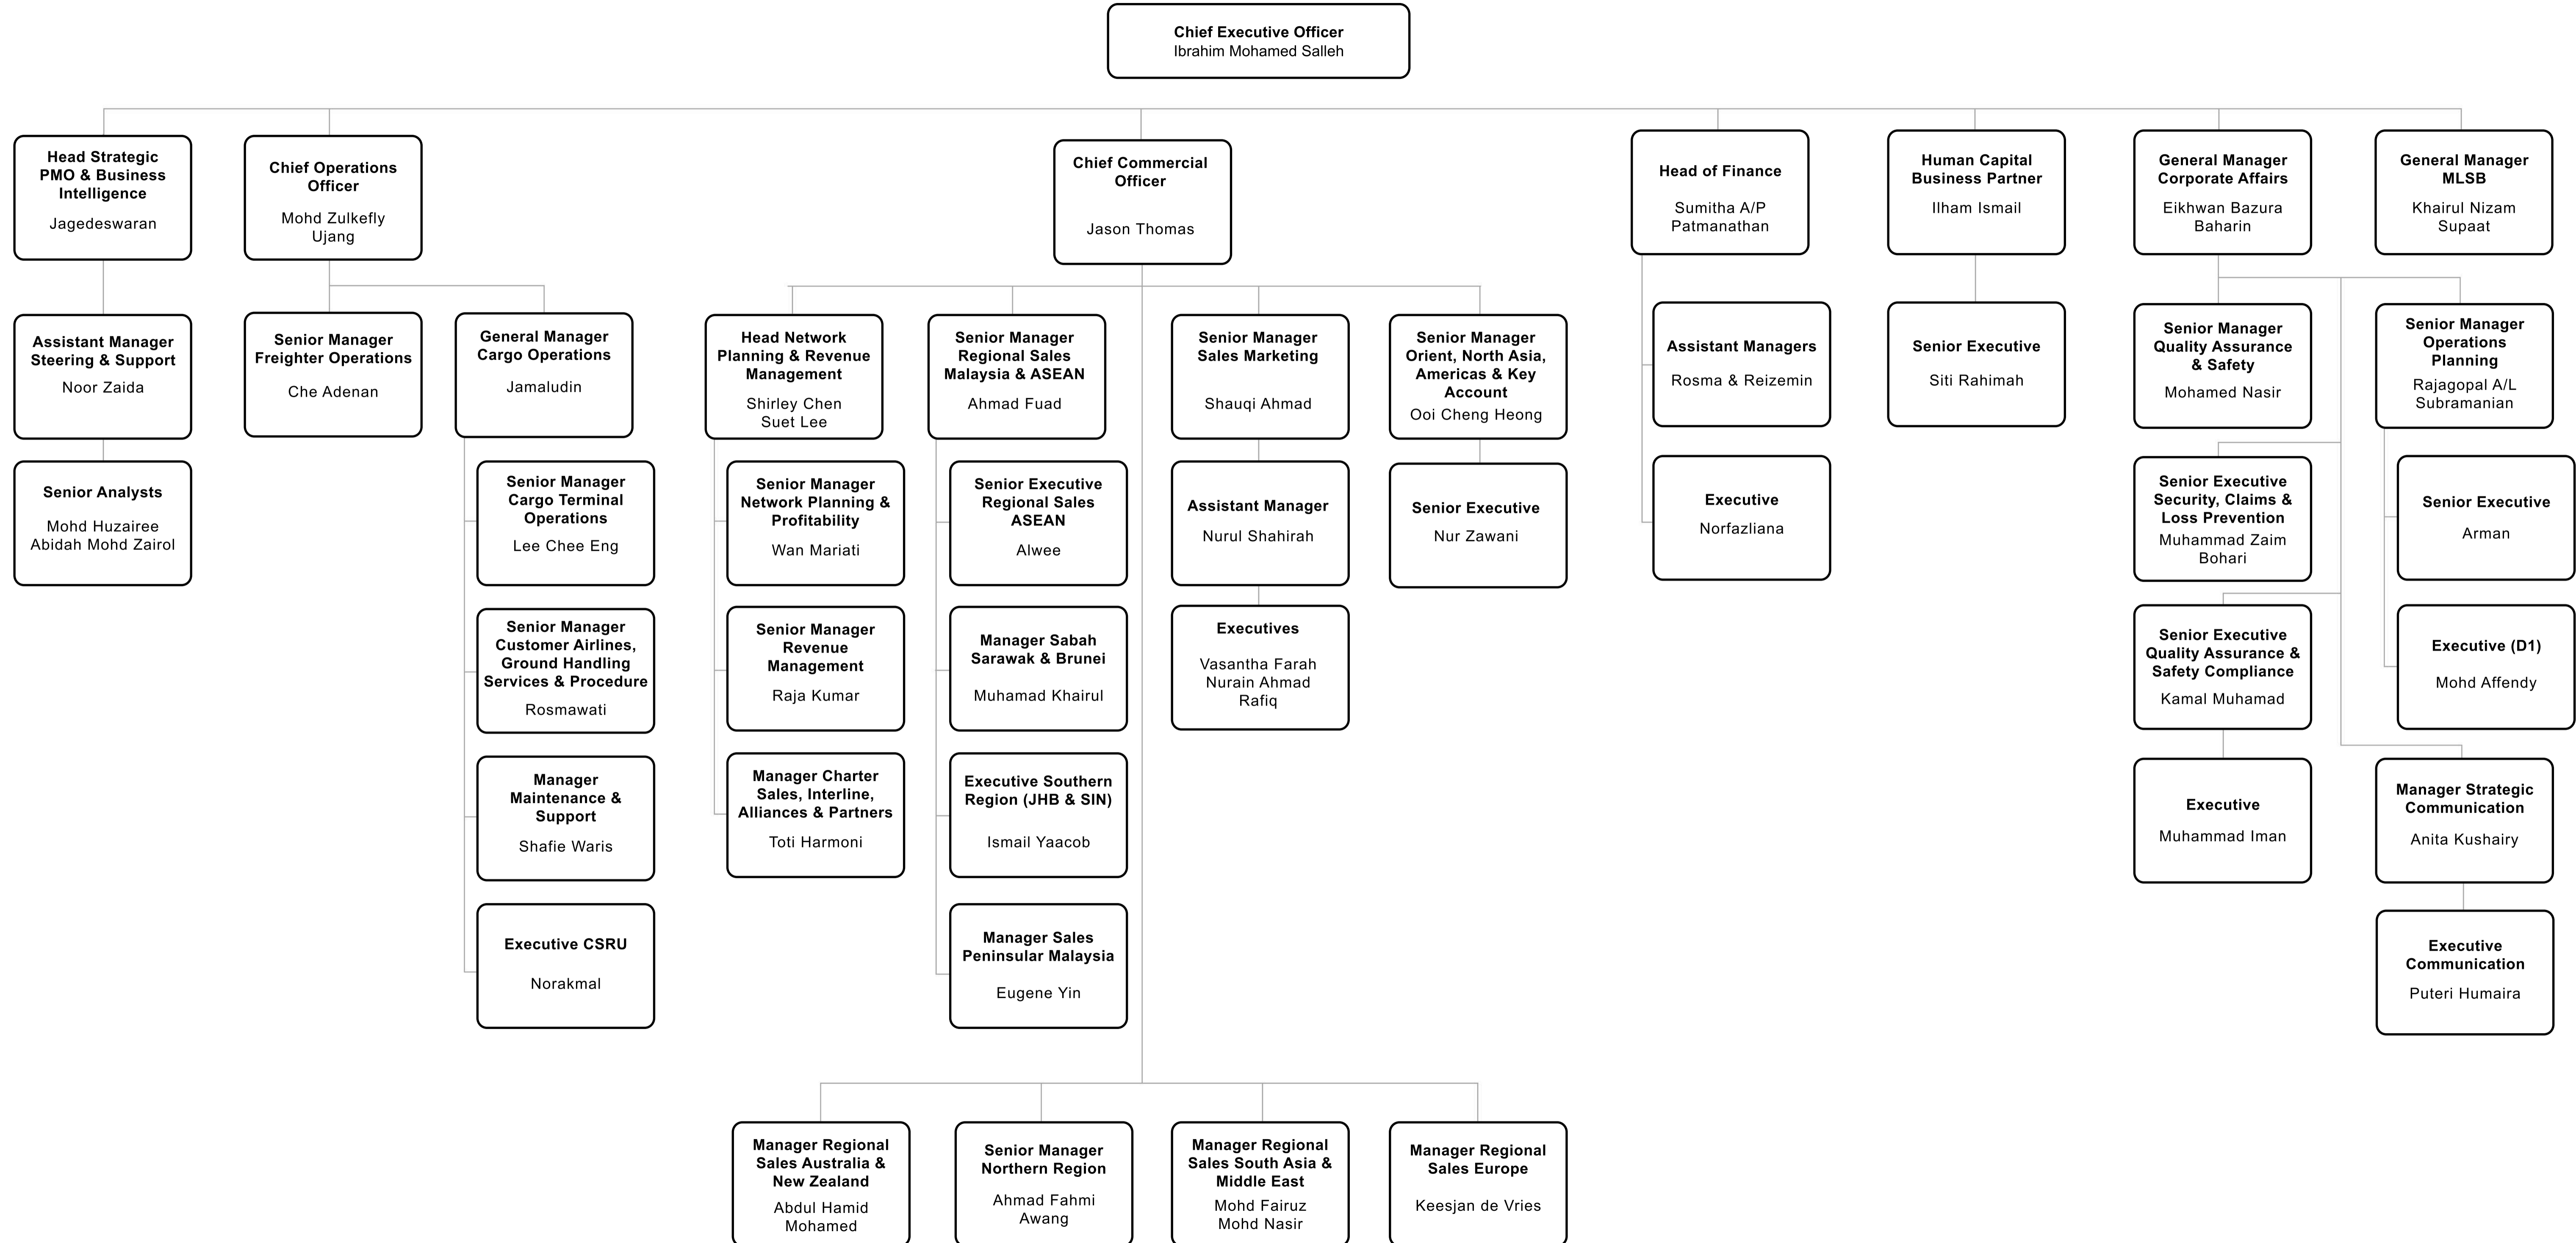 Chief Executive Officer
Ibrahim Mohamed Salleh
Head Strategic
PMO & Business
Intelligence
Jagedeswaran
Chief Operations
Officer
Mohd Zulkefly
Ujang
Chief Commercial
Officer
Jason Thomas
Head of Finance
Sumitha A/P
Patmanathan
Human Capital
Business Partner
Ilham Ismail
General Manager
Corporate Affairs
Eikhwan Bazura
Baharin
General Manager
MLSB
Khairul Nizam
Supaat
Assistant Manager
Steering & Support
Noor Zaida
Senior Manager
Freighter Operations
Che Adenan
General Manager
Cargo Operations
Jamaludin
Head Network
Planning & Revenue
Management
Shirley Chen
Suet Lee
Senior Manager
Regional Sales
Malaysia & ASEAN
Ahmad Fuad
Senior Manager
Sales Marketing
Shauqi Ahmad
Senior Manager
Orient, North Asia,
Americas & Key
Account
Ooi Cheng Heong
Assistant Managers
Rosma & Reizemin
Senior Executive
Siti Rahimah
Senior Manager
Quality Assurance
& Safety
Mohamed Nasir
Senior Manager
Operations
Planning
Rajagopal A/L
Subramanian
Senior Analysts
Mohd Huzairee
Abidah Mohd Zairol
Senior Manager
Cargo Terminal
Operations
Lee Chee Eng
Senior Manager
Network Planning &
Profitability
Wan Mariati
Senior Executive
Regional Sales
ASEAN
Alwee
Assistant Manager
Nurul Shahirah
Senior Executive
Nur Zawani
Executive
Norfazliana
Senior Executive
Security, Claims &
Loss Prevention
Muhammad Zaim
Bohari
Senior Executive
Arman
Senior Manager
Customer Airlines,
Ground Handling
Services & Procedure
Rosmawati
Senior Manager
Revenue
Management
Raja Kumar
Manager Sabah
Sarawak & Brunei
Muhamad Khairul
Executives
Vasantha Farah
Nurain Ahmad
Rafiq
Senior Executive
Quality Assurance &
Safety Compliance
Kamal Muhamad
Executive (D1)
Mohd Affendy
Manager
Maintenance &
Support
Shafie Waris
Manager Charter
Sales, Interline,
Alliances & Partners
Toti Harmoni
Executive Southern
Region (JHB & SIN)
Ismail Yaacob
Executive
Muhammad Iman
Manager Strategic
Communication
Anita Kushairy
Executive CSRU
Norakmal
Manager Sales
Peninsular Malaysia
Eugene Yin
Executive
Communication
Puteri Humaira
Manager Regional
Sales Australia &
New Zealand
Abdul Hamid
Mohamed
Senior Manager
Northern Region
Ahmad Fahmi
Awang
Manager Regional
Sales South Asia &
Middle East
Mohd Fairuz
Mohd Nasir
Manager Regional
Sales Europe
Keesjan de Vries